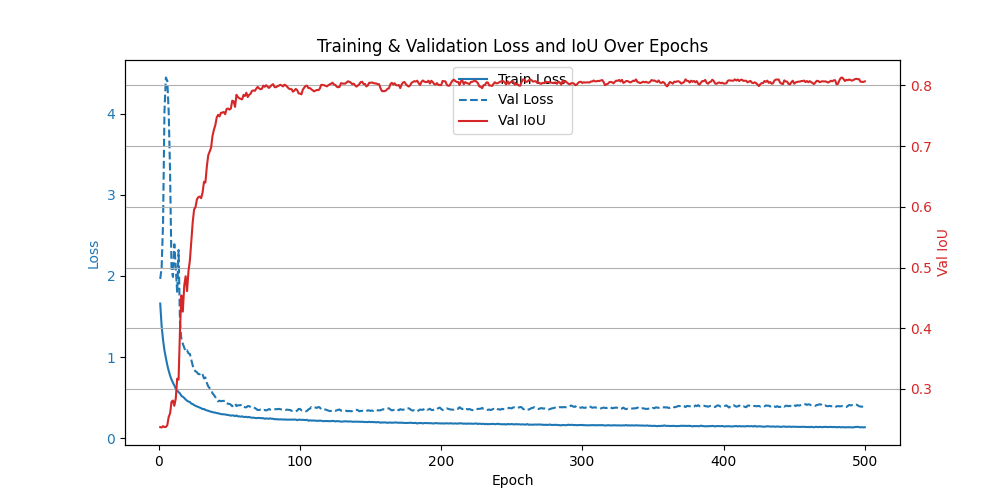 Training & Validation Loss and IoU Over Epochs
Train Loss
Val Loss
Val IoU
4
3
2
1
0
Loss
0.8
0.7
0.6
0.5
0.4
0.3
Val IoU
0 100 200 300 400 500
Epoch